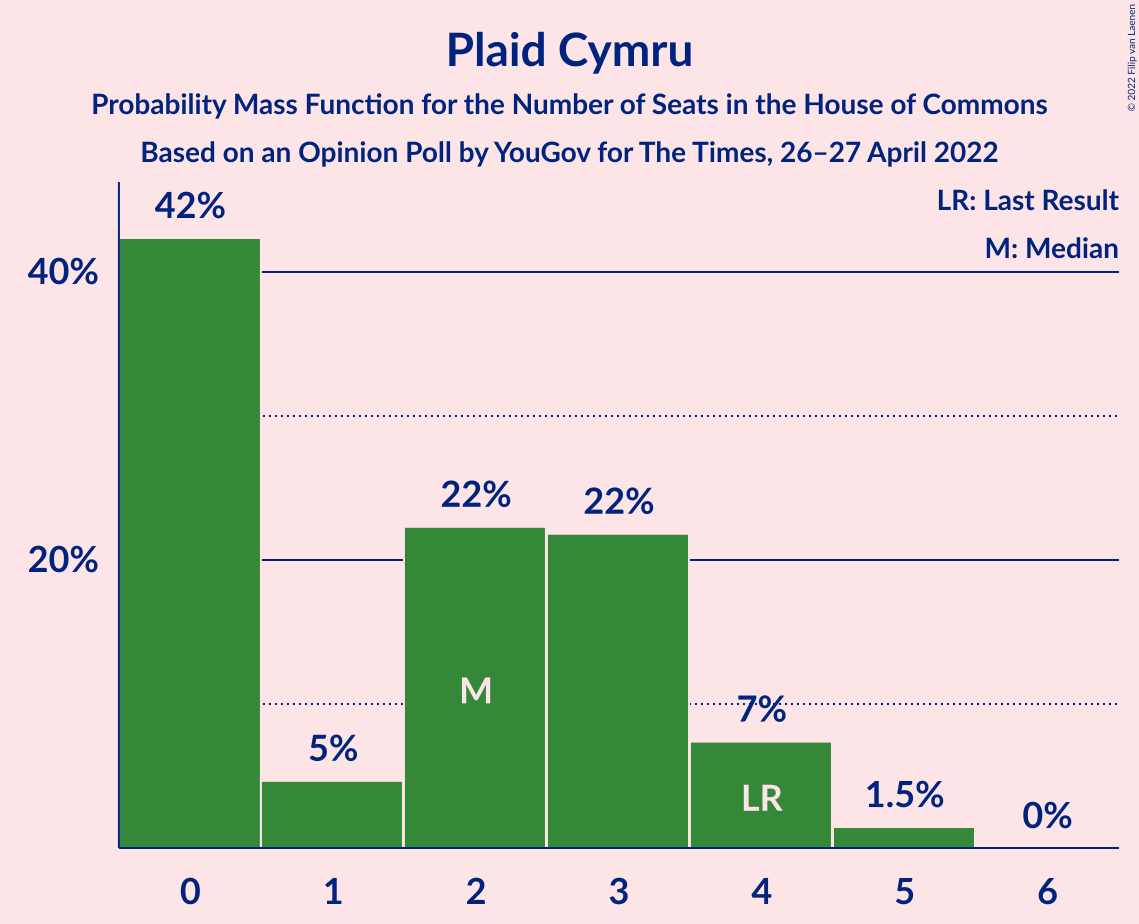 Plaid Cymru
Probability Mass Function for the Number of Seats in the House of Commons
Based on an Opinion Poll by YouGov for The Times, 26–27 April 2022
© 2022 Filip van Laenen
LR: Last Result
M: Median
42%
40%
22%
22%
20%
M
7%
5%
LR
1.5%
0%
0
1
2
3
4
5
6